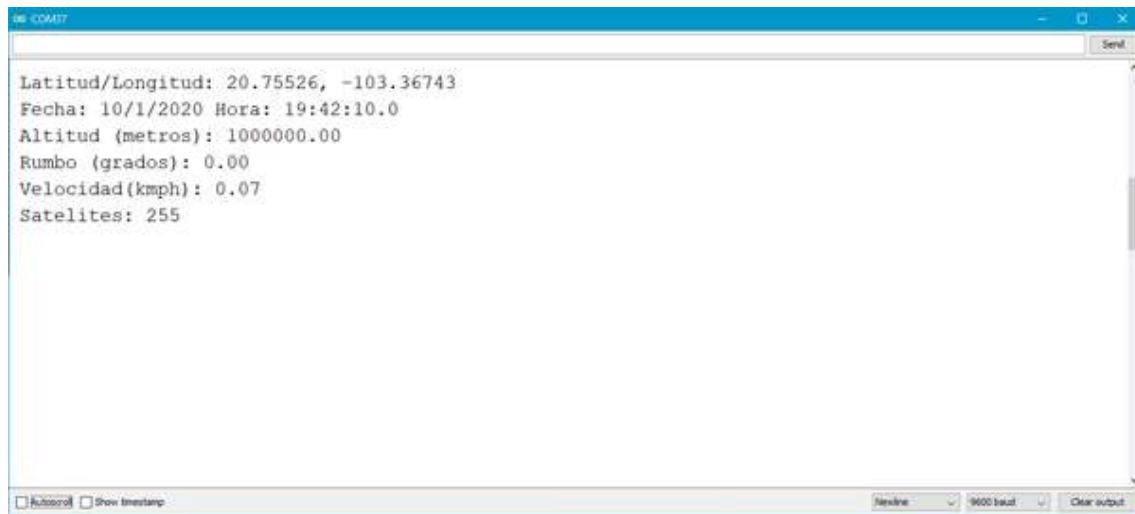 COM37
Send
Latitud/Longitud: 20.75526, -103.36743
Fecha: 10/1/2020 Hora: 19:42:10.0
Altitud (metros): 1000000.00
Rumbo (grados): 0.00
Velocidad(kmph): 0.07
Satelites: 255
Autoscroll Show timestamp Newline 9600 baud Clear output